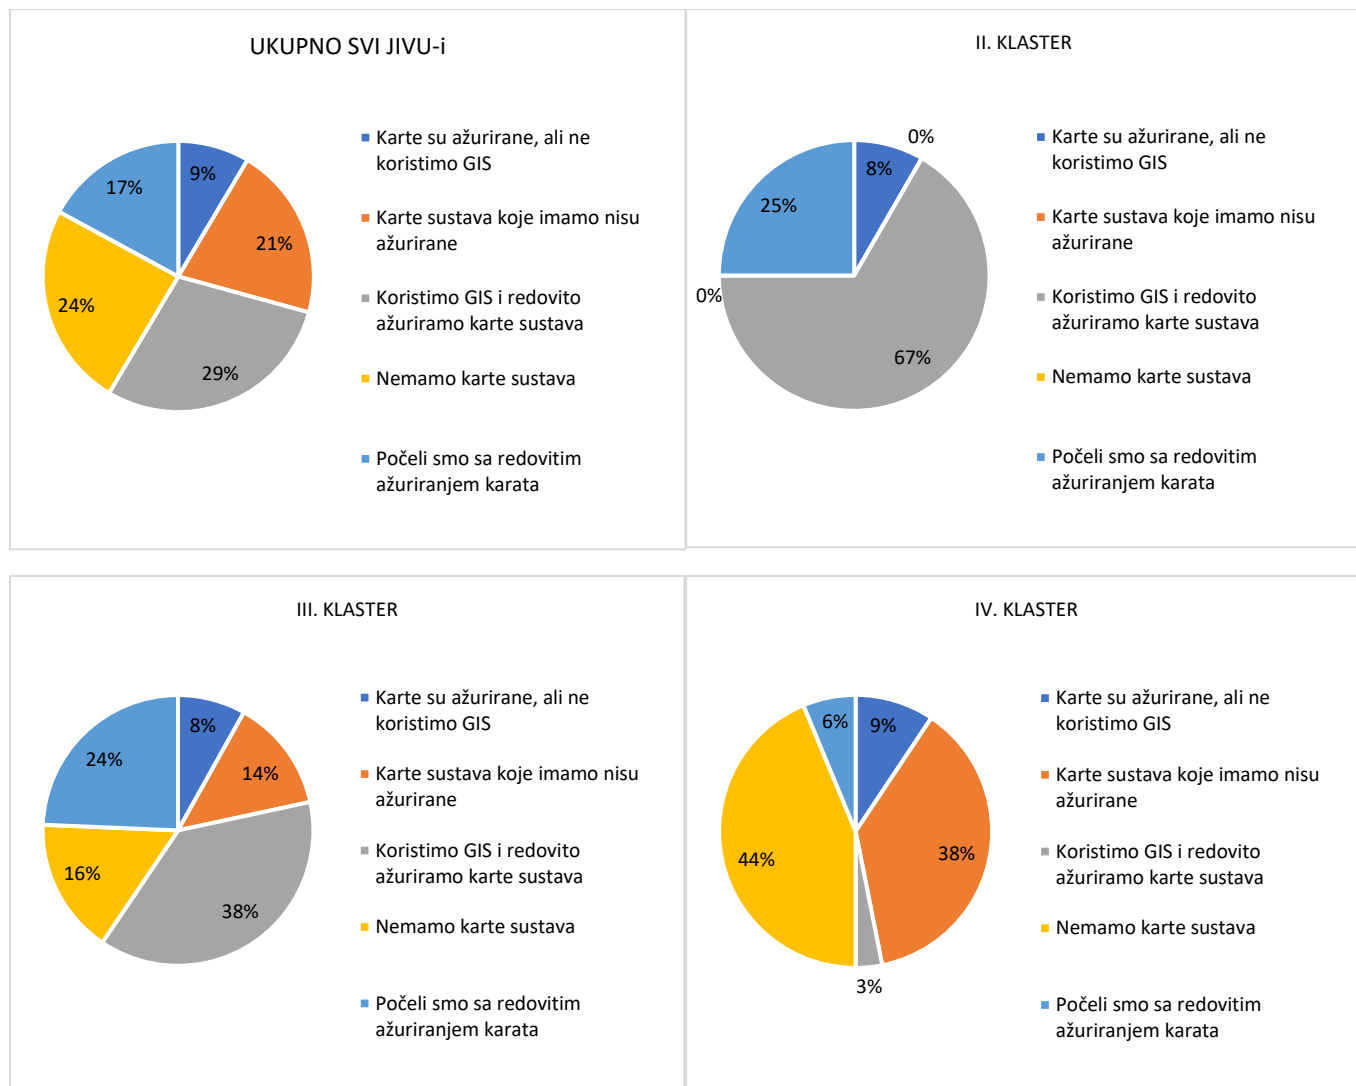 UKUPNO SVI JIVU-i
9%
21%
29%
24%
17%
Karte su ažurirane, ali ne
koristimo GIS
Karte sustava koje imamo nisu
ažurirane
Koristimo GIS i redovito
ažuriramo karte sustava
Nemamo karte sustava
Počeli smo sa redovitim
ažuriranjem karata
II. KLASTER
8%
0%
67%
0%
25%
Karte su ažurirane, ali ne
koristimo GIS
Karte sustava koje imamo nisu
ažurirane
Koristimo GIS i redovito
ažuriramo karte sustava
Nemamo karte sustava
Počeli smo sa redovitim
ažuriranjem karata
III. KLASTER
8%
14%
38%
16%
24%
Karte su ažurirane, ali ne
koristimo GIS
Karte sustava koje imamo nisu
ažurirane
Koristimo GIS i redovito
ažuriramo karte sustava
Nemamo karte sustava
Počeli smo sa redovitim
ažuriranjem karata
IV. KLASTER
9%
38%
3%
44%
6%
Karte su ažurirane, ali ne
koristimo GIS
Karte sustava koje imamo nisu
ažurirane
Koristimo GIS i redovito
ažuriramo karte sustava
Nemamo karte sustava
Počeli smo sa redovitim
ažuriranjem karata